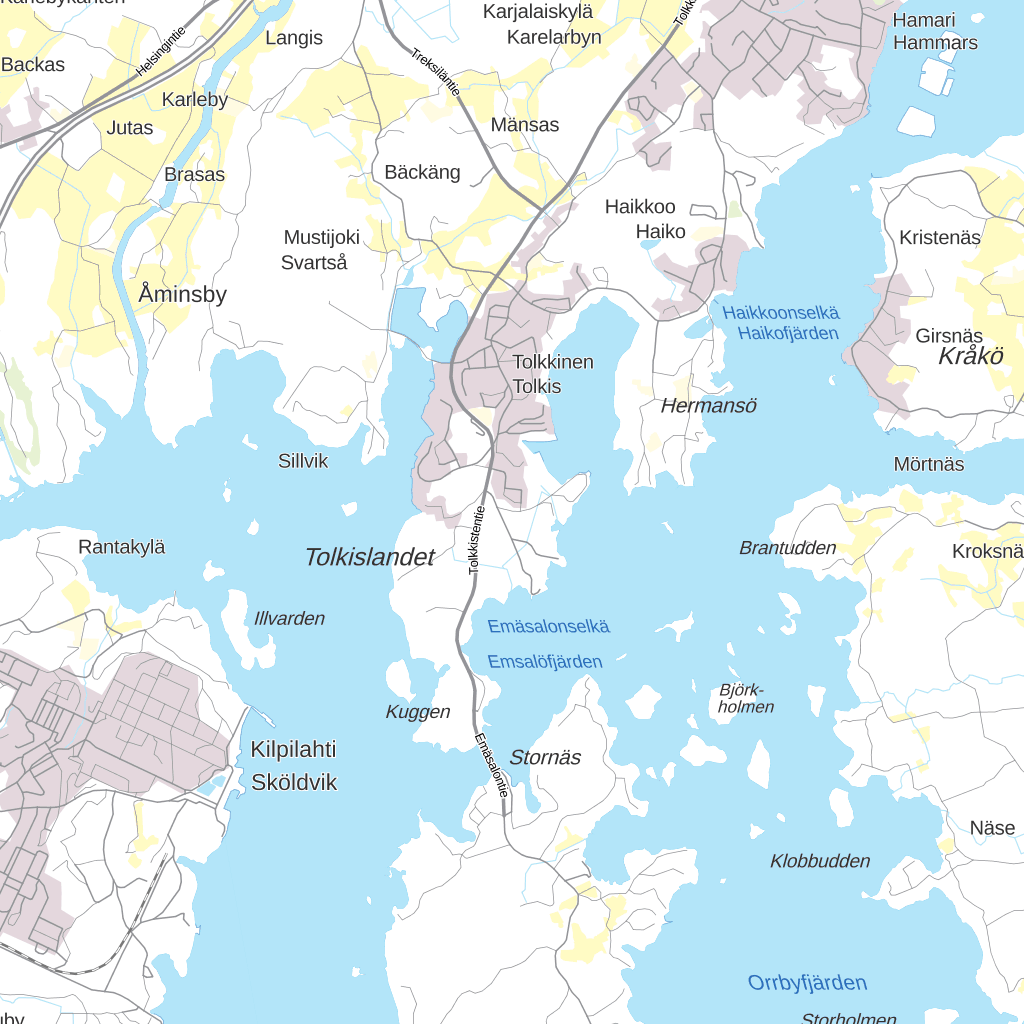 Karjalaiskylä
Karelarbyn
Hamari
Hammars
Langis
Helsingintie
Treksiläntie
Backas
Karleby
Jutas
Mänsas
Brasas
Bäckäng
Haikkoo
Haiko
Mustijoki
Svartså
Kristenäs
Åminsby
Haikkoonselkä
Haikofjärden
Girsnäs
Kråkö
Tolkkinen
Tolkis
Hermansö
Sillvik
Mörtnäs
Tolkkistentie
Rantakylä
Tolkislandet
Brantudden
Kroksnä
Illvarden
Emäsalonselkä
Emsalöfjärden
Björk-
holmen
Kuggen
Kilpilahti
Sköldvik
Emäsalontie
Stornäs
Näse
Klobbudden
Orrbyfjärden
Storholmen